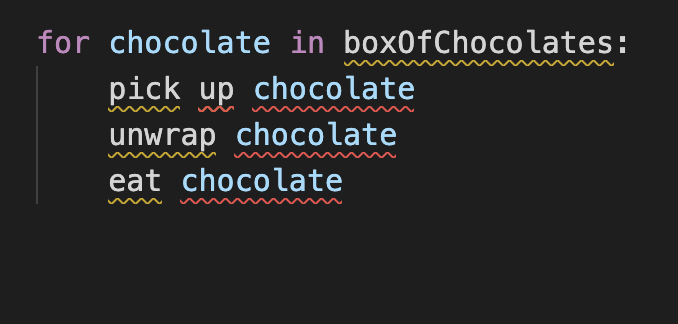 for chocolate in boxOfChocolates:
    pick up chocolate
    unwrap chocolate
    eat chocolate